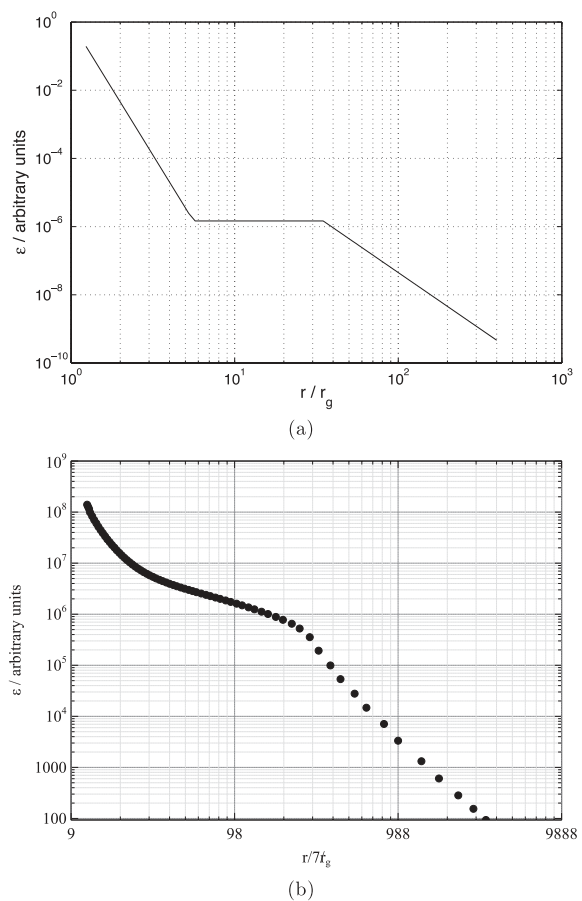 10^0
10^-2
10^-4
10^-6
10^-8
10^-10
ε / arbitrary units
10^0 10^1 10^2 10^3
r / r_g
(a)
10^9
10^8
10^7
10^6
10^5
10^4
1000
100
ε / arbitrary units
9 98 988 9888
r/7ŕ_g
(b)